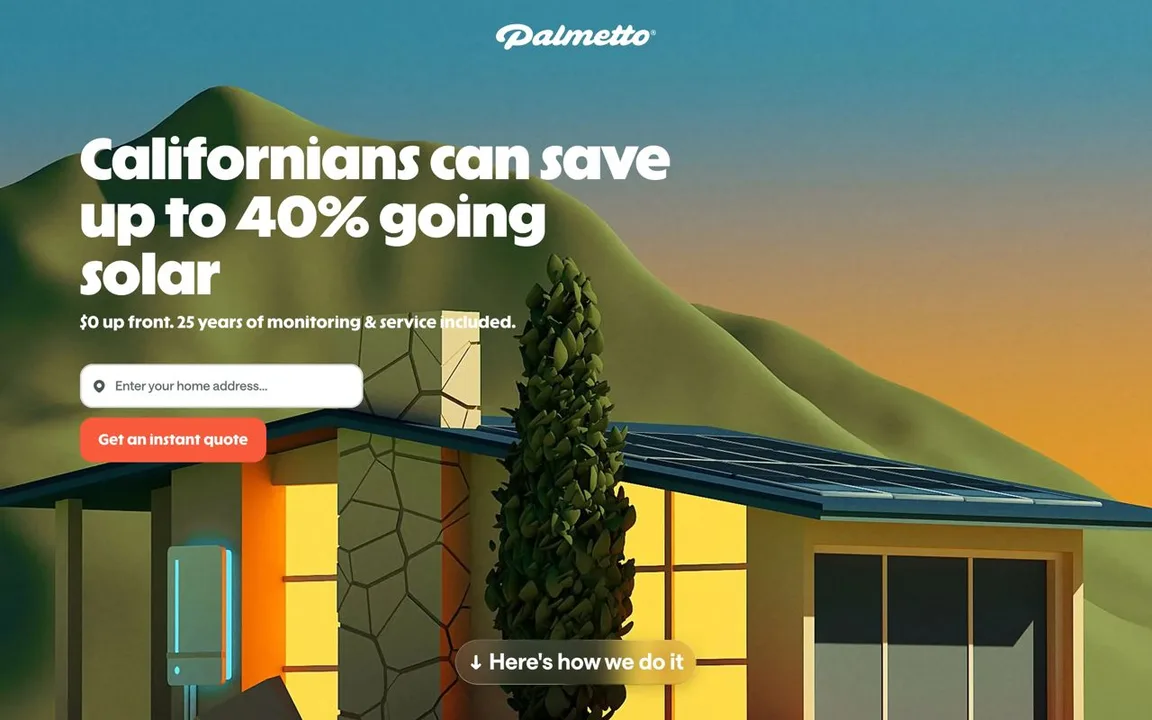 Palmetto®
Californians can save
up to 40% going
solar
$0 up front. 25 years of monitoring & service included.
Enter your home address...
Get an instant quote
↓ Here's how we do it